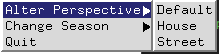 Alter Perspective
Change Season
Quit
Default
House
Street